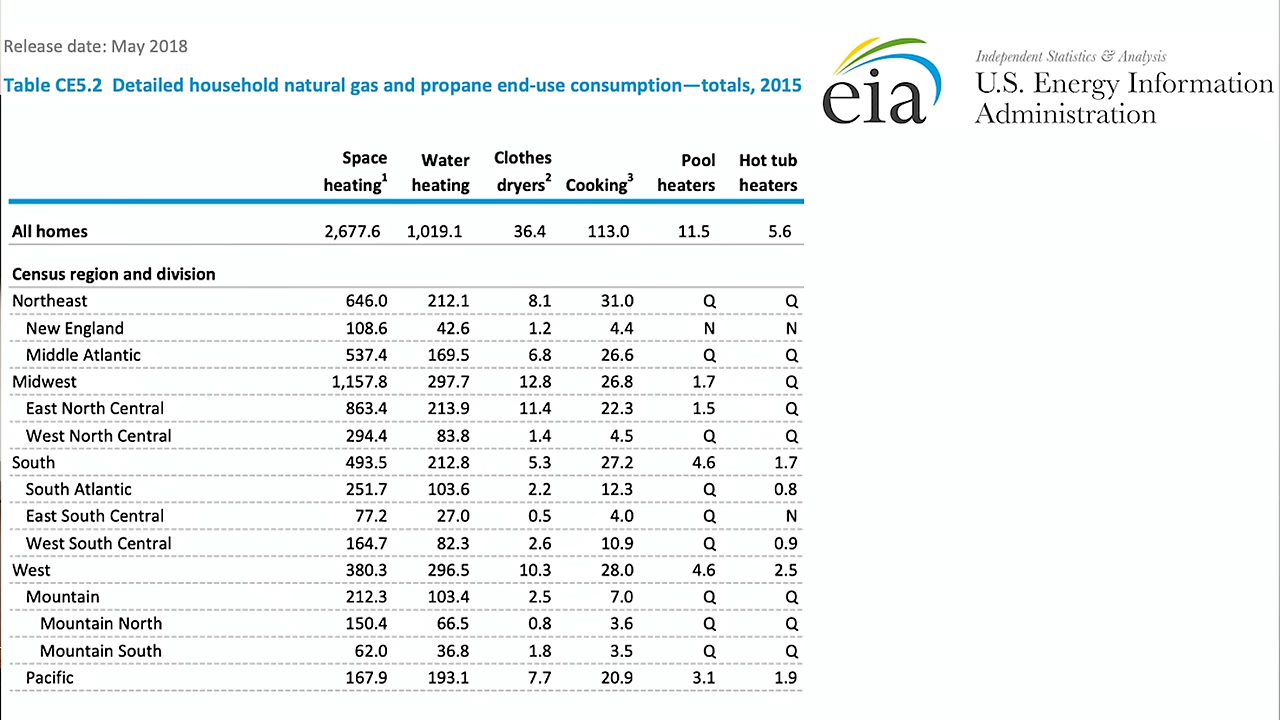 Release date: May 2018
Table CE5.2 Detailed household natural gas and propane end-use consumption—totals, 2015
eia
Independent Statistics & Analysis
U.S. Energy Information
Administration
Space heating¹ Water heating Clothes dryers² Cooking³ Pool heaters Hot tub heaters
All homes 2,677.6 1,019.1 36.4 113.0 11.5 5.6
Census region and division
Northeast 646.0 212.1 8.1 31.0 Q Q
New England 108.6 42.6 1.2 4.4 N N
Middle Atlantic 537.4 169.5 6.8 26.6 Q Q
Midwest 1,157.8 297.7 12.8 26.8 1.7 Q
East North Central 863.4 213.9 11.4 22.3 1.5 Q
West North Central 294.4 83.8 1.4 4.5 Q Q
South 493.5 212.8 5.3 27.2 4.6 1.7
South Atlantic 251.7 103.6 2.2 12.3 Q 0.8
East South Central 77.2 27.0 0.5 4.0 Q N
West South Central 164.7 82.3 2.6 10.9 Q 0.9
West 380.3 296.5 10.3 28.0 4.6 2.5
Mountain 212.3 103.4 2.5 7.0 Q Q
Mountain North 150.4 66.5 0.8 3.6 Q Q
Mountain South 62.0 36.8 1.8 3.5 Q Q
Pacific 167.9 193.1 7.7 20.9 3.1 1.9